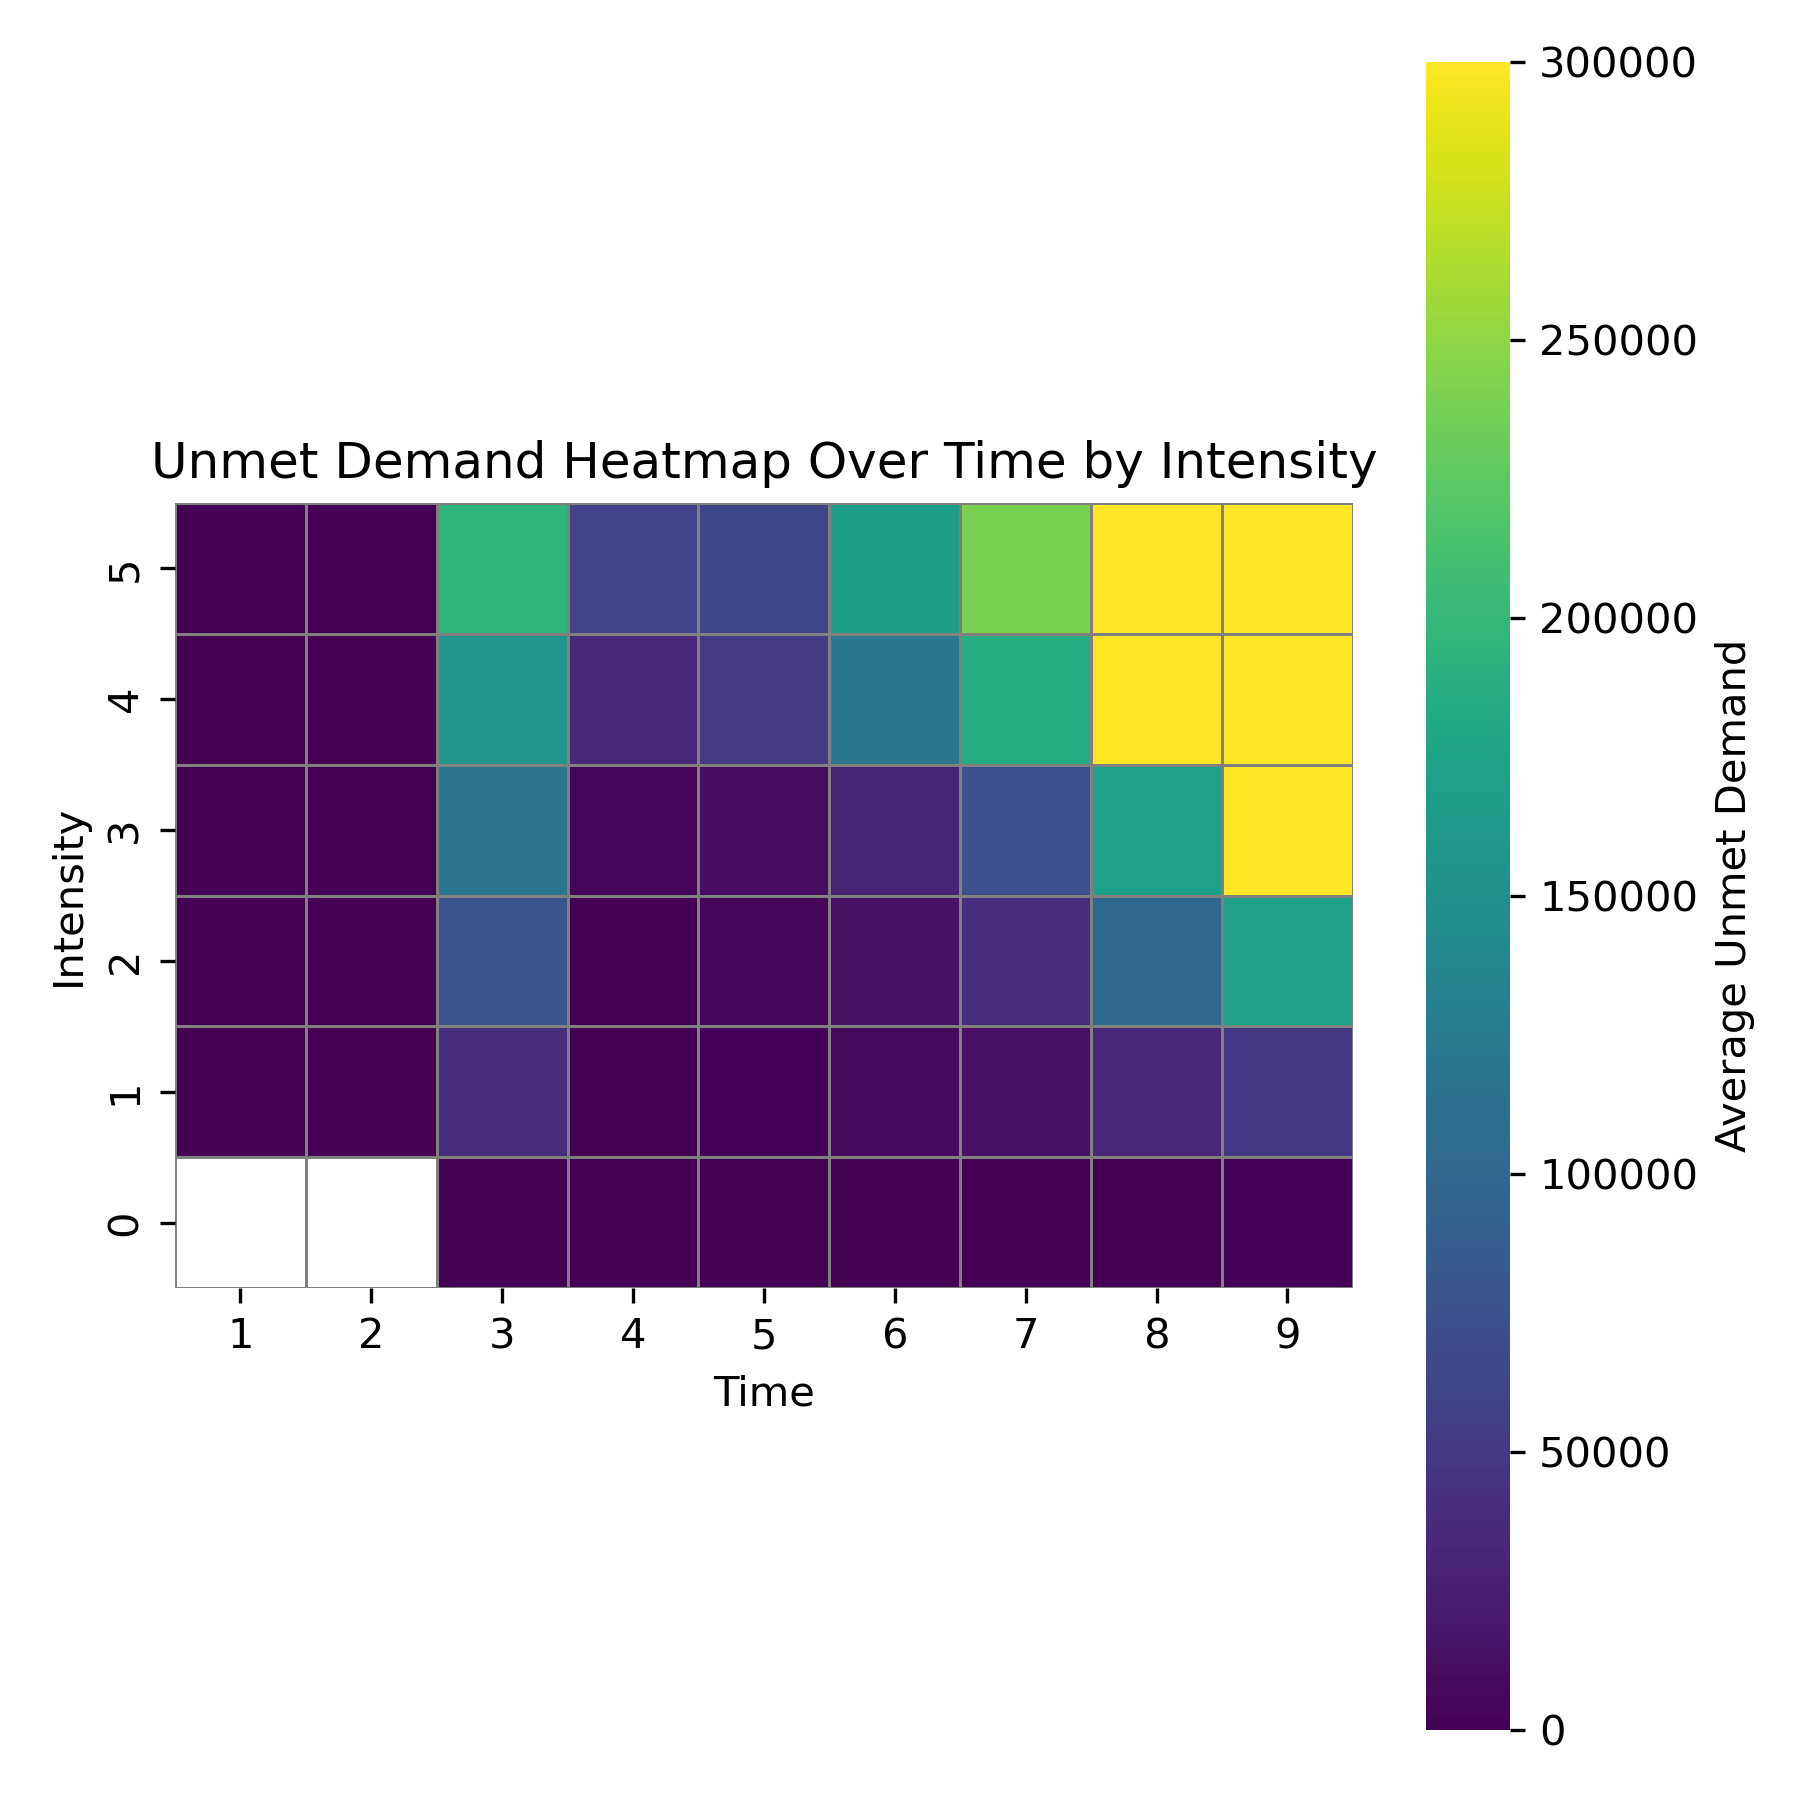 Unmet Demand Heatmap Over Time by Intensity
Intensity
5
4
3
2
1
0
1 2 3 4 5 6 7 8 9
Time
300000
250000
200000
150000
100000
50000
0
Average Unmet Demand